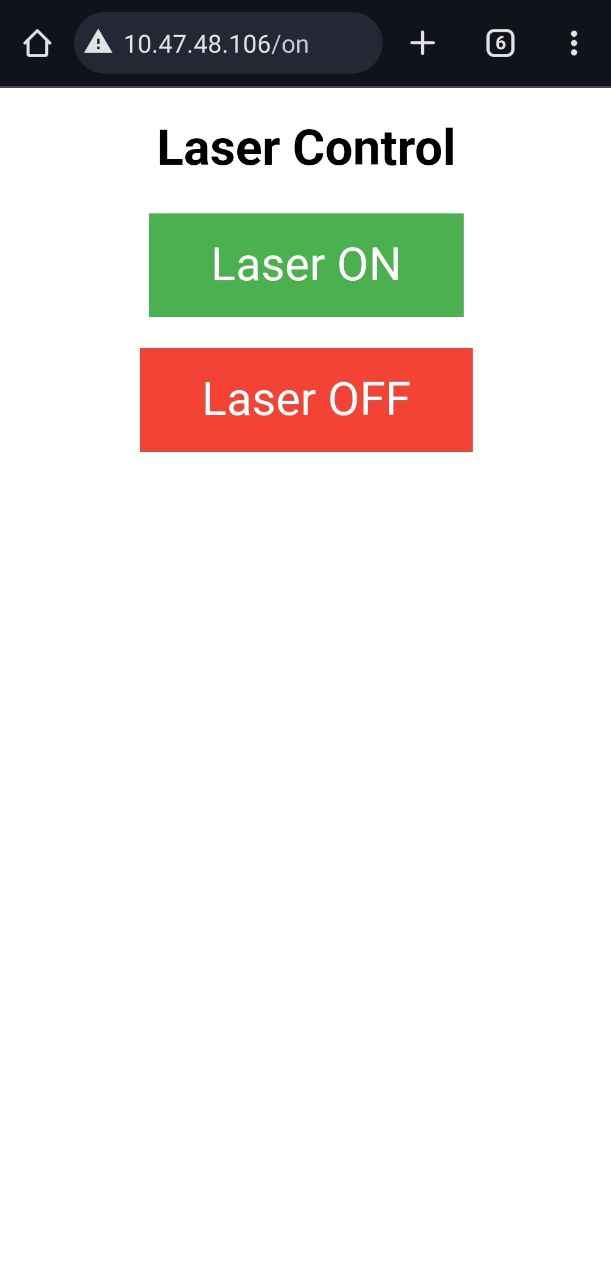 10.47.48.106/on
6
Laser Control
Laser ON
Laser OFF